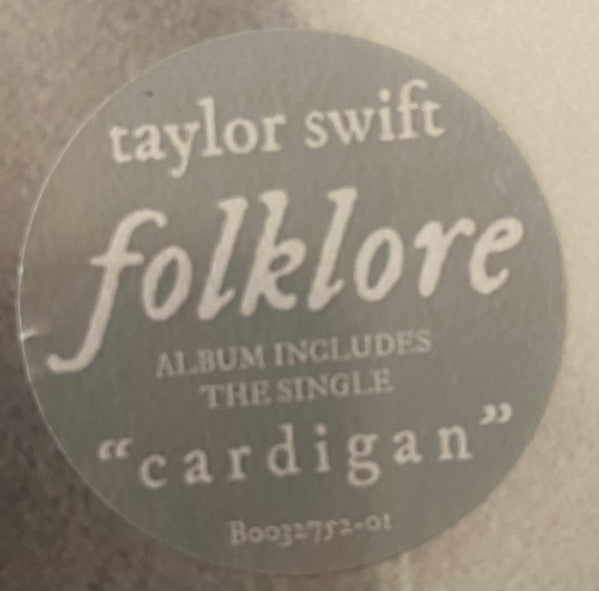 taylor swift
folklore
ALBUM INCLUDES
THE SINGLE
“cardigan”
B0032752-01